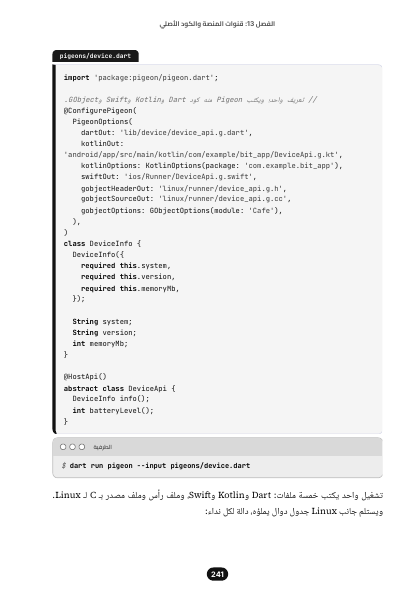 الفصل 13: قنوات المنصة والكود الأصلي
pigeons/device.dart
import 'package:pigeon/pigeon.dart';
// تعريف واحد؛ ويكتب Pigeon منه كود Dart وKotlin وSwift وGObject.
@ConfigurePigeon(
PigeonOptions(
dartOut: 'lib/device/device_api.g.dart',
kotlinOut:
'android/app/src/main/kotlin/com/example/bit_app/DeviceApi.g.kt',
kotlinOptions: KotlinOptions(package: 'com.example.bit_app'),
swiftOut: 'ios/Runner/DeviceApi.g.swift',
gobjectHeaderOut: 'linux/runner/device_api.g.h',
gobjectSourceOut: 'linux/runner/device_api.g.cc',
gobjectOptions: GObjectOptions(module: 'Cafe'),
),
)
class DeviceInfo {
DeviceInfo({
required this.system,
required this.version,
required this.memoryMb,
});
String system;
String version;
int memoryMb;
}
@HostApi()
abstract class DeviceApi {
DeviceInfo info();
int batteryLevel();
}
الطرفية
$ dart run pigeon --input pigeons/device.dart
تشغيل واحد يكتب خمسة ملفات: Dart وKotlin وSwift، وملف رأس وملف مصدر بـ C لـ Linux.
ويستلم جانب Linux جدول دوال يملؤه، دالة لكل نداء:
241